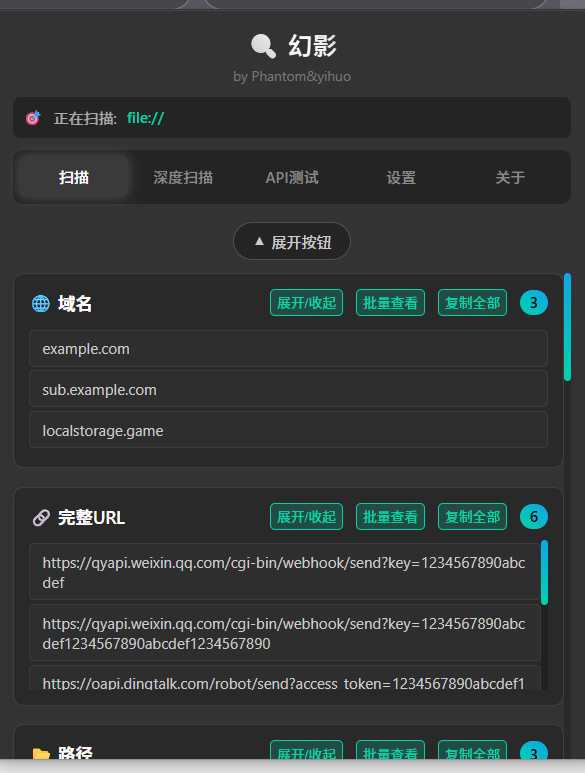 幻影
by Phantom&yihuo
正在扫描: file://
扫描 深度扫描 API测试 设置 关于
▲ 展开按钮
域名 展开/收起 批量查看 复制全部 3
example.com
sub.example.com
localstorage.game
完整URL 展开/收起 批量查看 复制全部 6
https://qyapi.weixin.qq.com/cgi-bin/webhook/send?key=1234567890abc
def
https://qyapi.weixin.qq.com/cgi-bin/webhook/send?key=1234567890abc
def1234567890abcdef1234567890
https://oapi.dingtalk.com/robot/send?access_token=1234567890abcdef1
路径 展开/收起 批量查看 复制全部 3